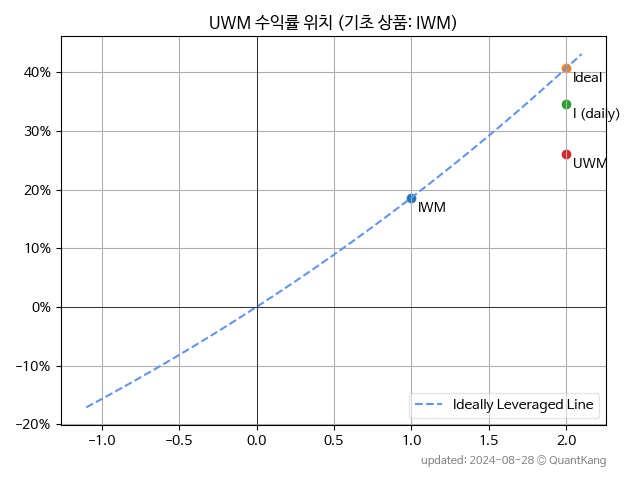 UWM 수익률 위치 (기초 상품: IWM)
40%
30%
20%
10%
0%
−10%
−20%
Ideal
I (daily)
UWM
IWM
Ideally Leveraged Line
−1.0
−0.5
0.0
0.5
1.0
1.5
2.0
updated: 2024-08-28 © QuantKang